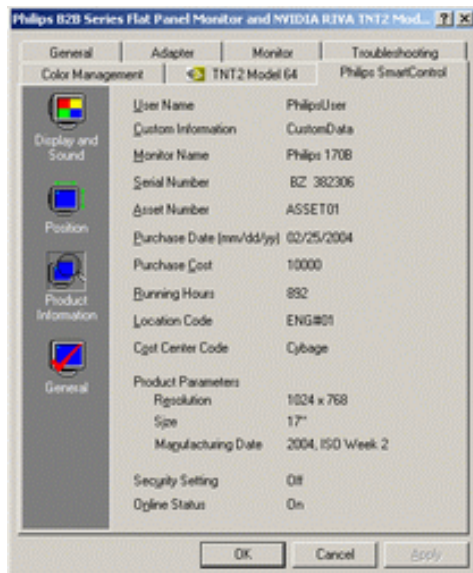 Philips B2B Series Flat Panel Monitor and NVIDIA RIVA TNT2 Mod...
General Adapter Monitor Troubleshooting
Color Management TNT2 Model 64 Philips SmartControl
Display and Sound
Position
Product Information
General
User Name PhilipsUser
Custom Information CustomData
Monitor Name Philips 170B
Serial Number BZ 382306
Asset Number ASSET01
Purchase Date (mm/dd/yy) 02/25/2004
Purchase Cost 10000
Running Hours 892
Location Code ENG#01
Cost Center Code Cybage
Product Parameters
Resolution 1024 x 768
Size 17"
Manufacturing Date 2004, ISO Week 2
Security Setting Off
Online Status On
OK Cancel Apply